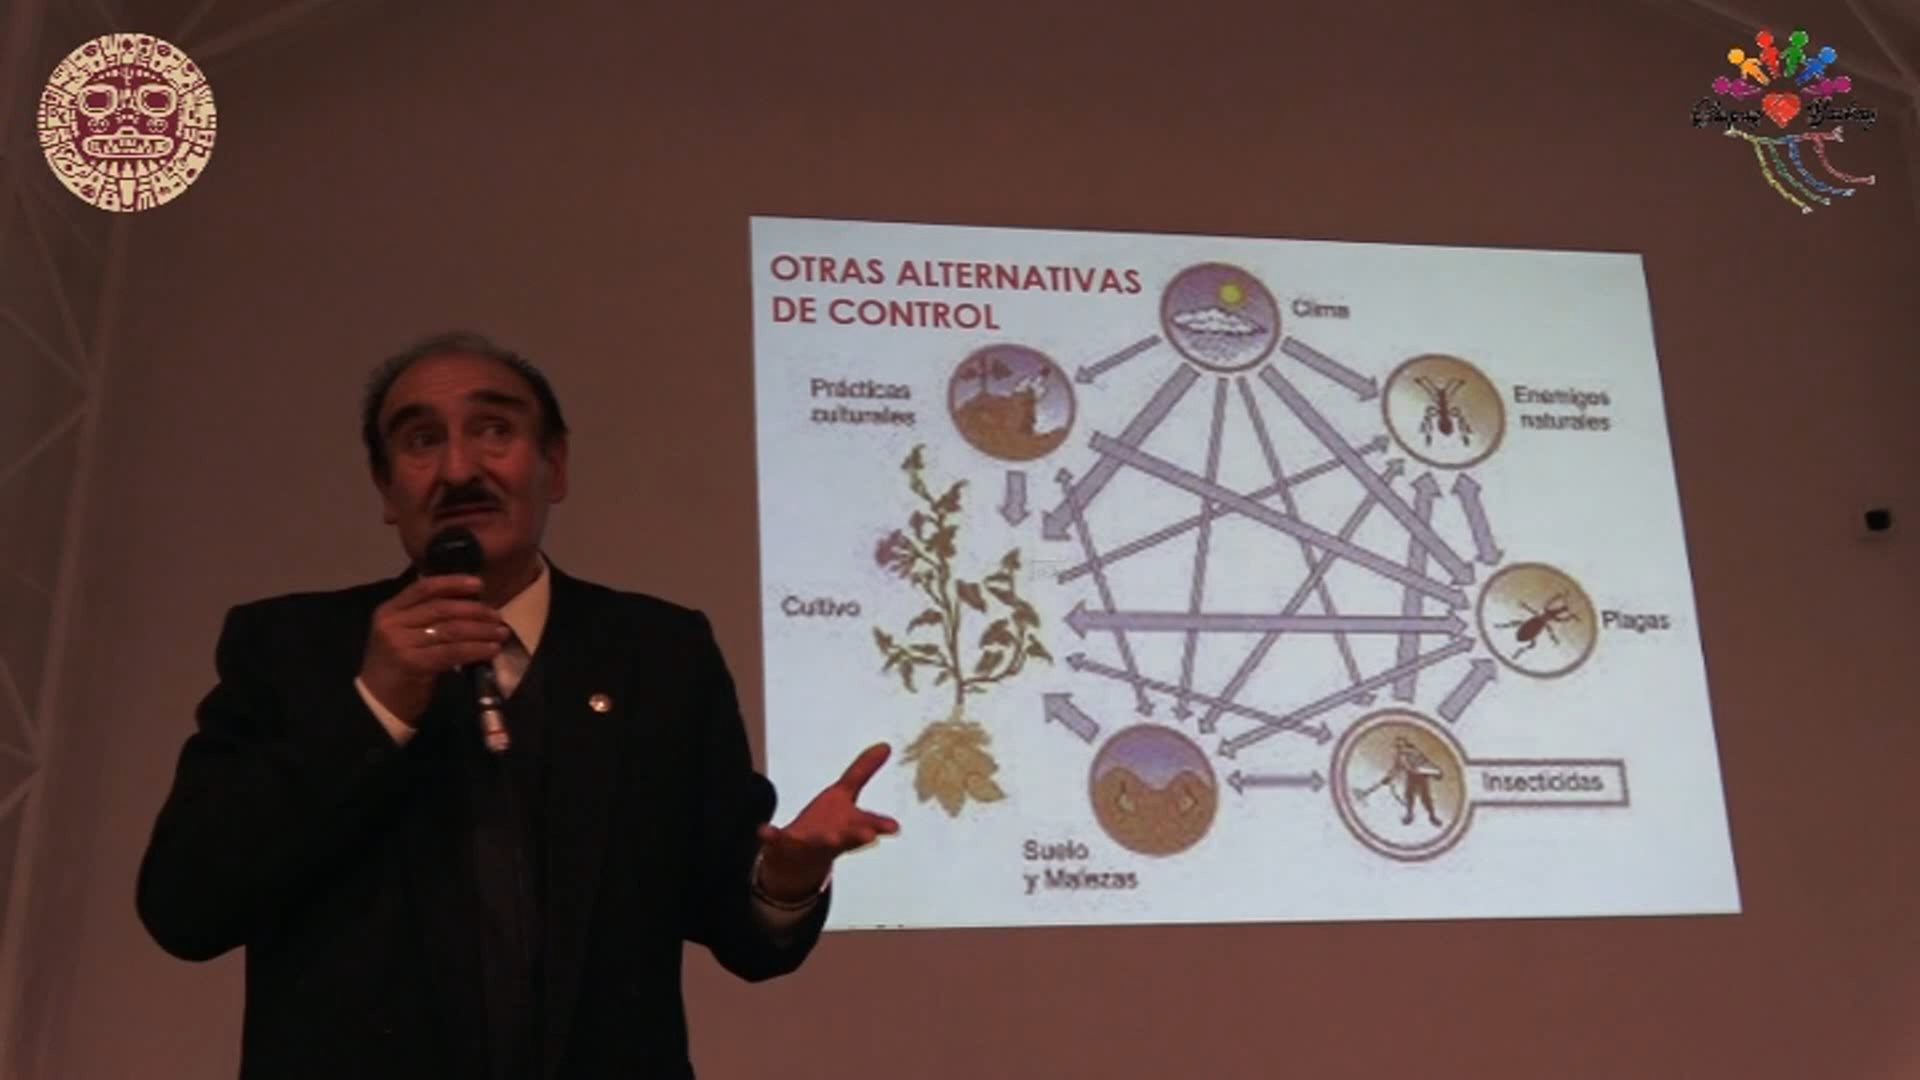 OTRAS ALTERNATIVAS
DE CONTROL
Clima
Prácticas
culturales
Enemigos
naturales
Cultivo
Plagas
Insecticidas
Suelo
y Malezas